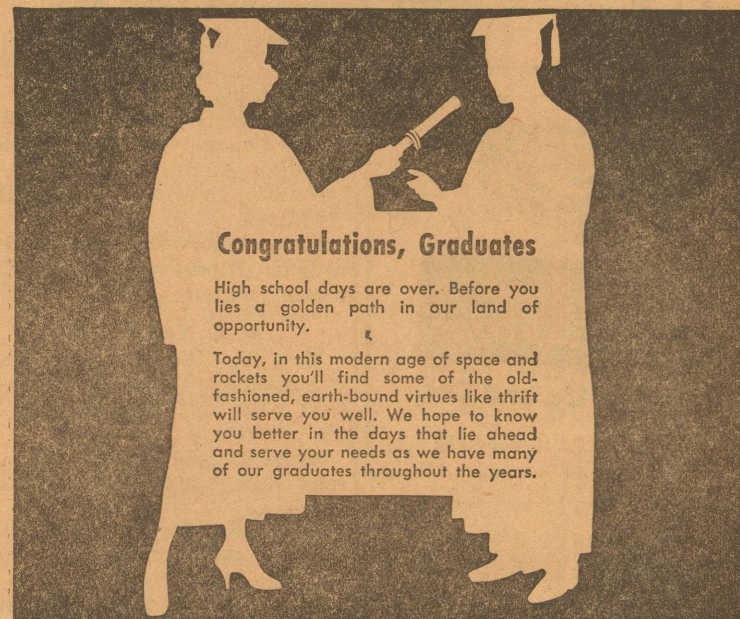 Congratulations, Graduates
High school days are over. Before you
lies a golden path in our land of
opportunity.
Today, in this modern age of space and
rockets you'll find some of the old-
fashioned, earth-bound virtues like thrift
will serve you well. We hope to know
you better in the days that lie ahead
and serve your needs as we have many
of our graduates throughout the years.